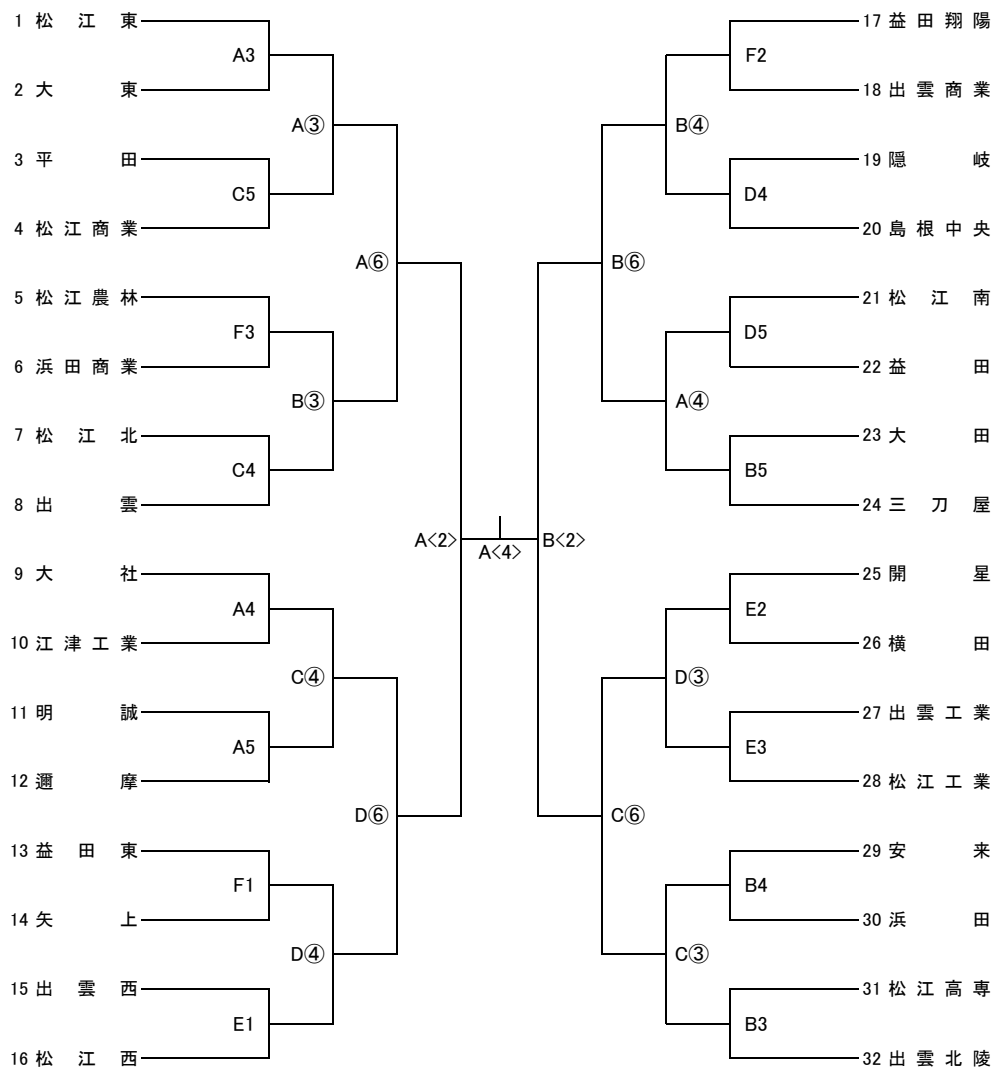 1 松江東
2 大東
3 平田
4 松江商業
5 松江農林
6 浜田商業
7 松江北
8 出雲
9 大社
10 江津工業
11 明誠
12 邇摩
13 益田東
14 矢上
15 出雲西
16 松江西
A3
C5
F3
C4
A4
A5
F1
E1
A③
B③
C④
D④
A⑥
D⑥
A<2>
A<4>
B<2>
B⑥
C⑥
B④
A④
D③
C③
F2
D4
D5
B5
E2
E3
B4
B3
17 益田翔陽
18 出雲商業
19 隠岐
20 島根中央
21 松江南
22 益田
23 大田
24 三刀屋
25 開星
26 横田
27 出雲工業
28 松江工業
29 安来
30 浜田
31 松江高専
32 出雲北陵